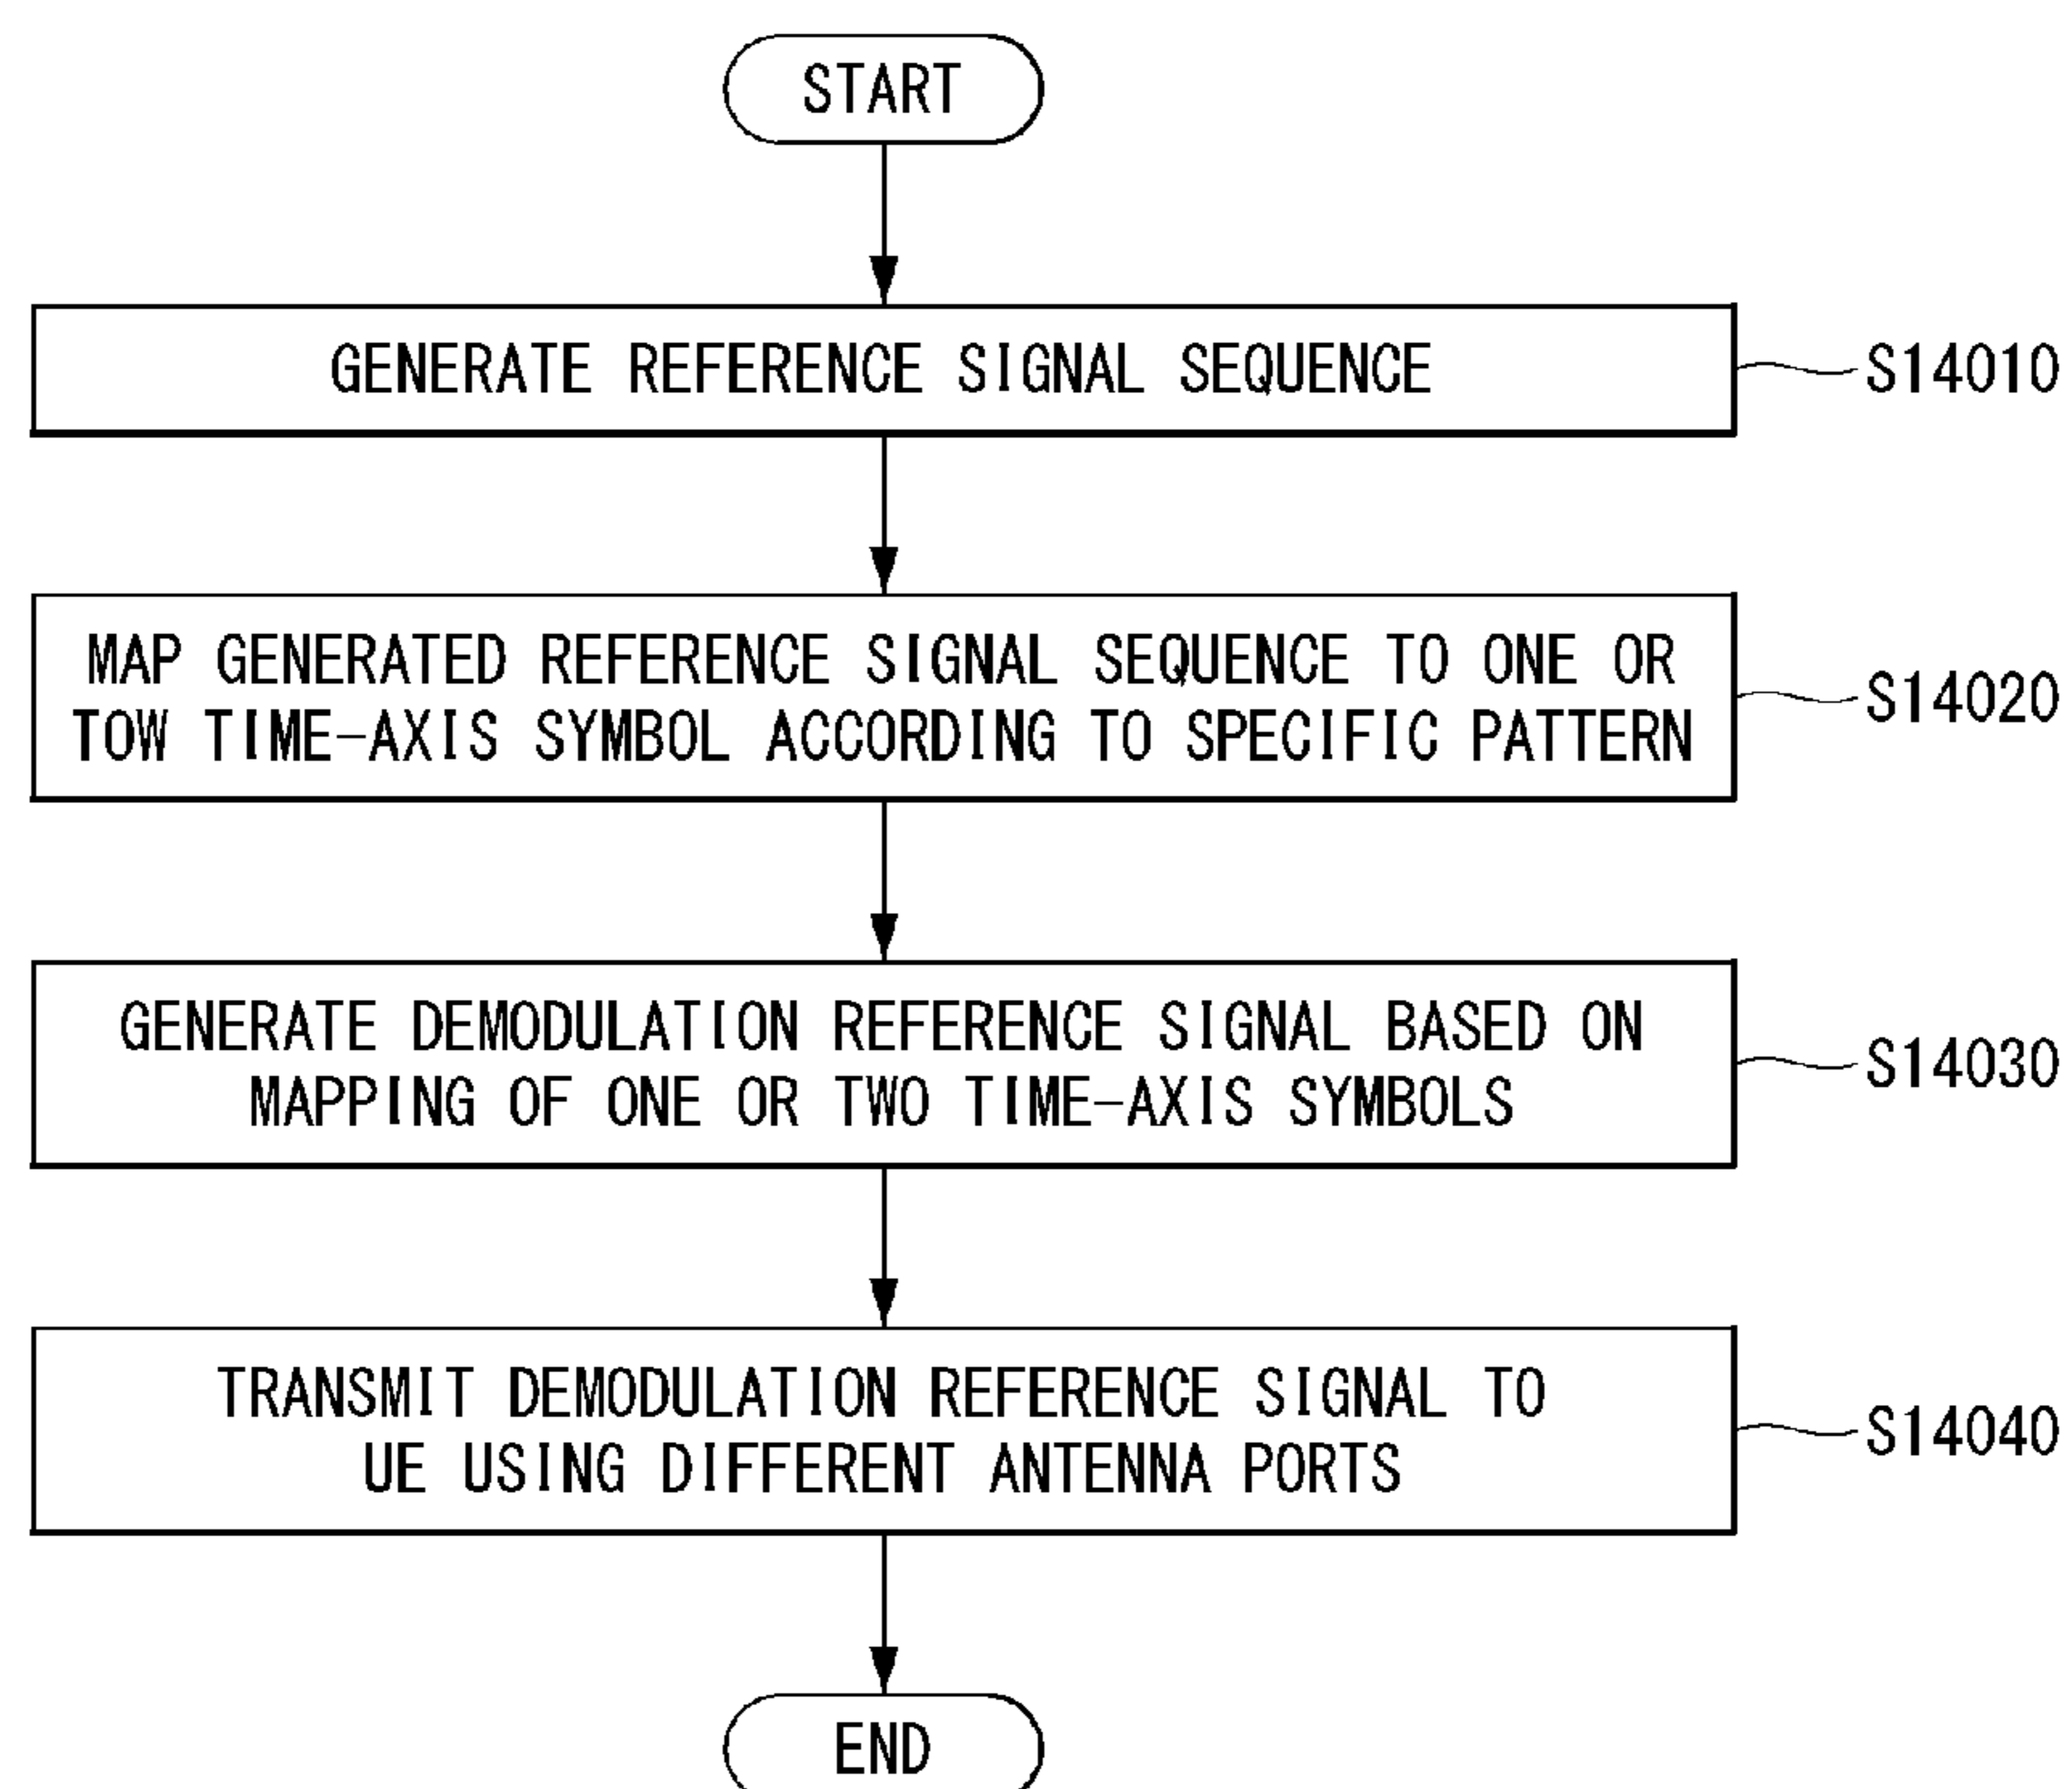 START
GENERATE REFERENCE SIGNAL SEQUENCE
S14010
MAP GENERATED REFERENCE SIGNAL SEQUENCE TO ONE OR
TOW TIME-AXIS SYMBOL ACCORDING TO SPECIFIC PATTERN
S14020
GENERATE DEMODULATION REFERENCE SIGNAL BASED ON
MAPPING OF ONE OR TWO TIME-AXIS SYMBOLS
S14030
TRANSMIT DEMODULATION REFERENCE SIGNAL TO
UE USING DIFFERENT ANTENNA PORTS
S14040
END